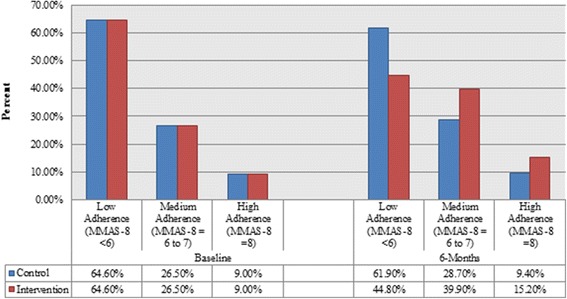 70.00%
60.00%
50.00%
40.00%
30.00%
20.00%
10.00%
0.00%
Percent
Low Adherence (MMAS-8 <6)
Medium Adherence (MMAS-8 = 6 to 7)
High Adherence (MMAS-8 =8)
Low Adherence (MMAS-8 <6)
Medium Adherence (MMAS-8 = 6 to 7)
High Adherence (MMAS-8 =8)
Baseline 6-Months
Control 64.60% 26.50% 9.00% 61.90% 28.70% 9.40%
Intervention 64.60% 26.50% 9.00% 44.80% 39.90% 15.20%